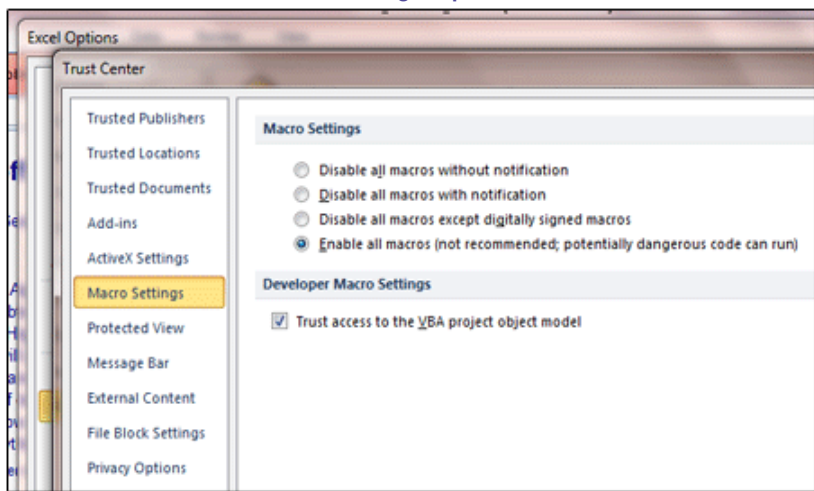 Excel Options
Trust Center
Trusted Publishers
Trusted Locations
Trusted Documents
Add-ins
ActiveX Settings
Macro Settings
Protected View
Message Bar
External Content
File Block Settings
Privacy Options
Macro Settings
Disable all macros without notification
Disable all macros with notification
Disable all macros except digitally signed macros
Enable all macros (not recommended; potentially dangerous code can run)
Developer Macro Settings
Trust access to the VBA project object model